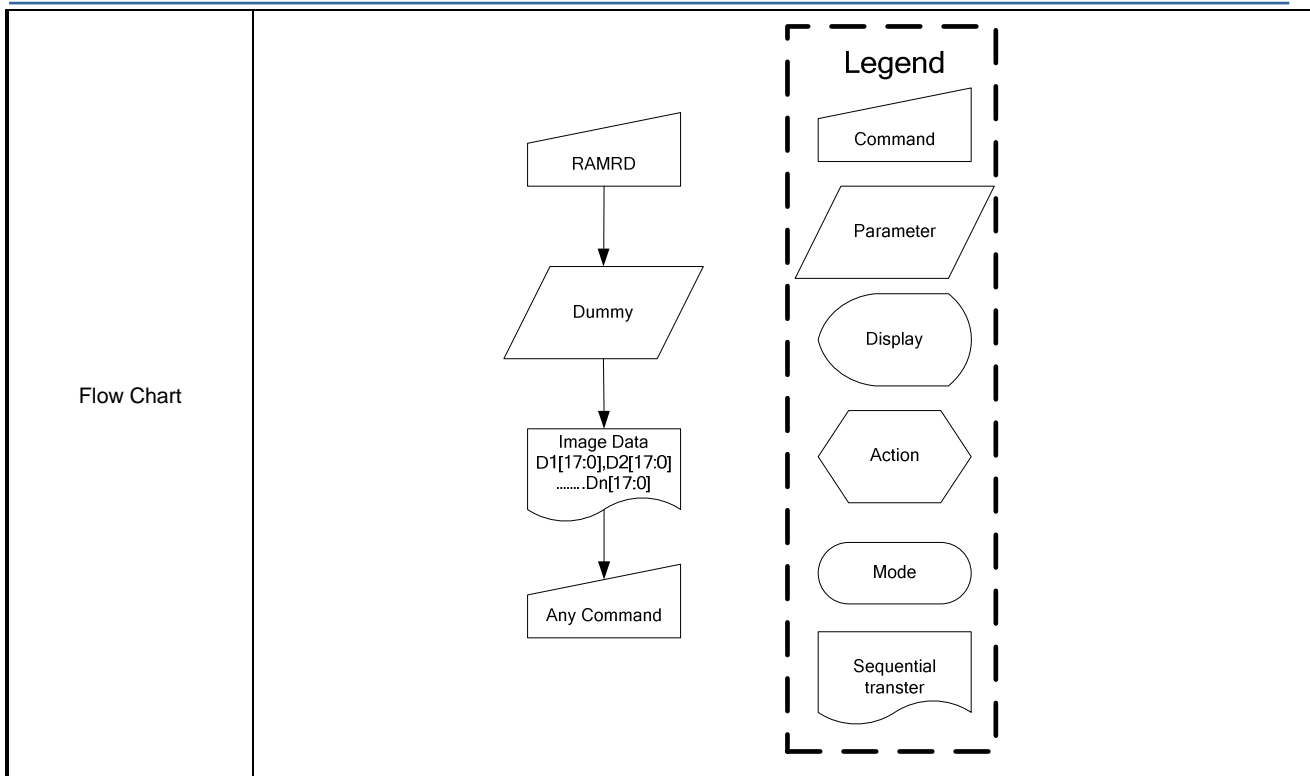 Flow Chart
RAMRD
Dummy
Image Data
D1[17:0],D2[17:0]
........Dn[17:0]
Any Command
Legend
Command
Parameter
Display
Action
Mode
Sequential
transter